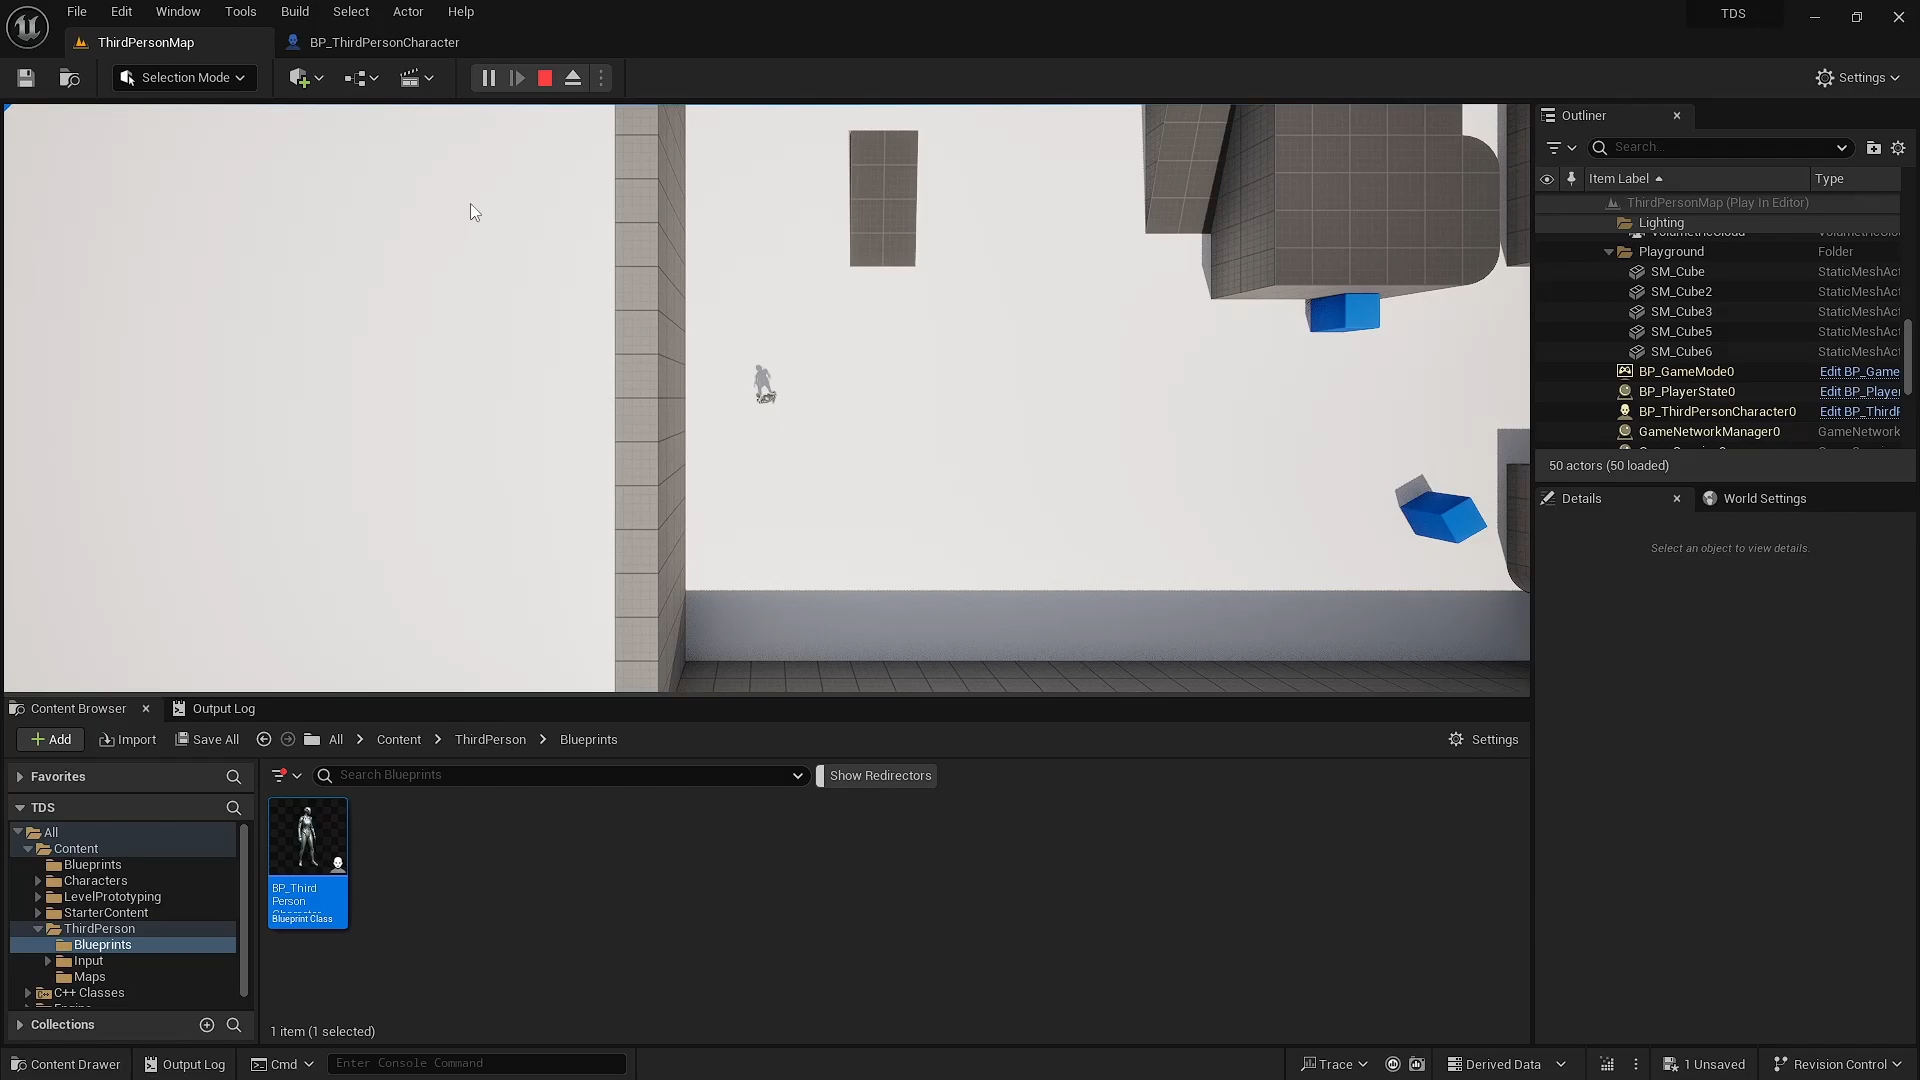 File Edit Window Tools Build Select Actor Help
TDS
ThirdPersonMap
BP_ThirdPersonCharacter
Selection Mode
Settings
Outliner
Search...
Item Label
Type
ThirdPersonMap (Play In Editor)
Lighting
Playground Folder
SM_Cube StaticMeshAct
SM_Cube2 StaticMeshAct
SM_Cube3 StaticMeshAct
SM_Cube5 StaticMeshAct
SM_Cube6 StaticMeshAct
BP_GameMode0 Edit BP_Game
BP_PlayerState0 Edit BP_Player
BP_ThirdPersonCharacter0 Edit BP_ThirdP
GameNetworkManager0 GameNetwork
50 actors (50 loaded)
Details
World Settings
Select an object to view details.
Content Browser
Output Log
Add
Import
Save All
All
Content
ThirdPerson
Blueprints
Settings
Favorites
Search Blueprints
Show Redirectors
TDS
All
Content
Blueprints
Characters
LevelPrototyping
StarterContent
ThirdPerson
Blueprints
Input
Maps
C++ Classes
Collections
BP_Third
Person
Blueprint Class
1 item (1 selected)
Content Drawer
Output Log
Cmd
Enter Console Command
Trace
Derived Data
1 Unsaved
Revision Control